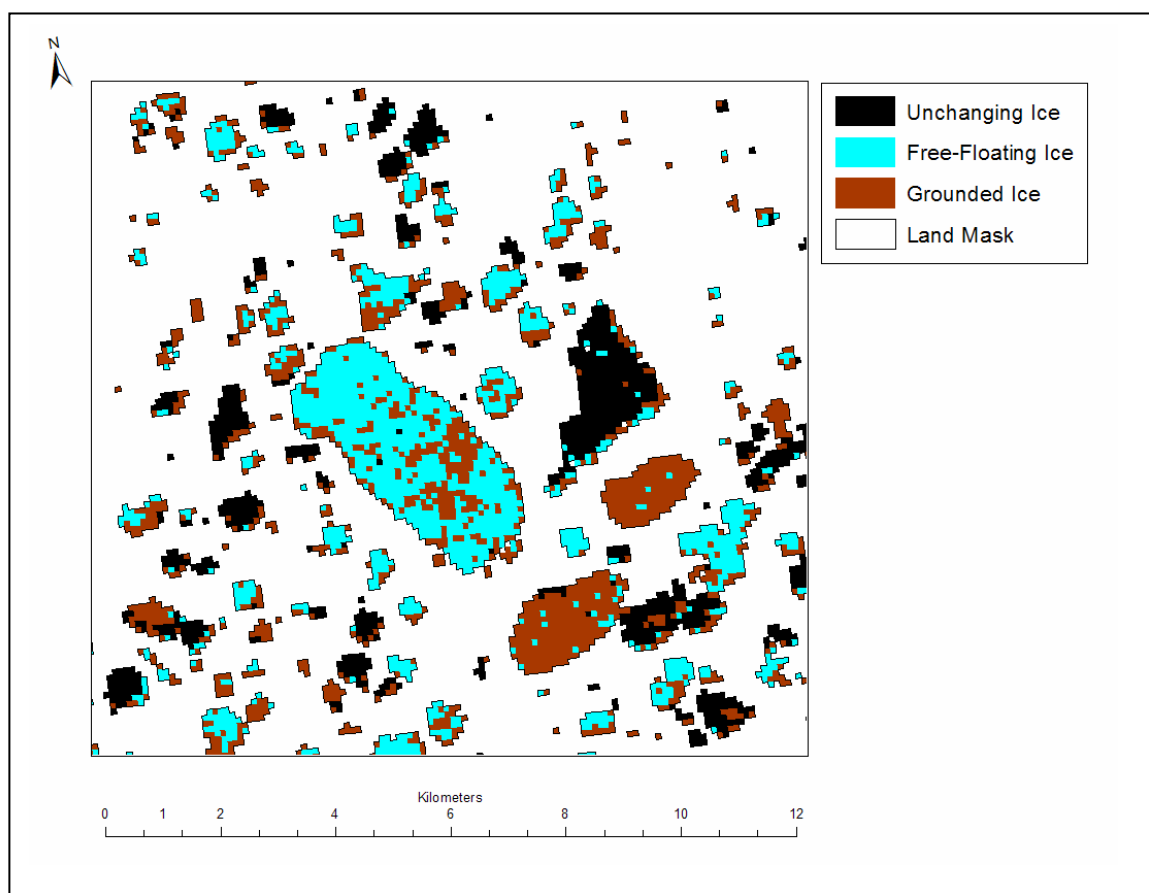 N
Unchanging Ice
Free-Floating Ice
Grounded Ice
Land Mask
Kilometers
0 1 2 4 6 8 10 12